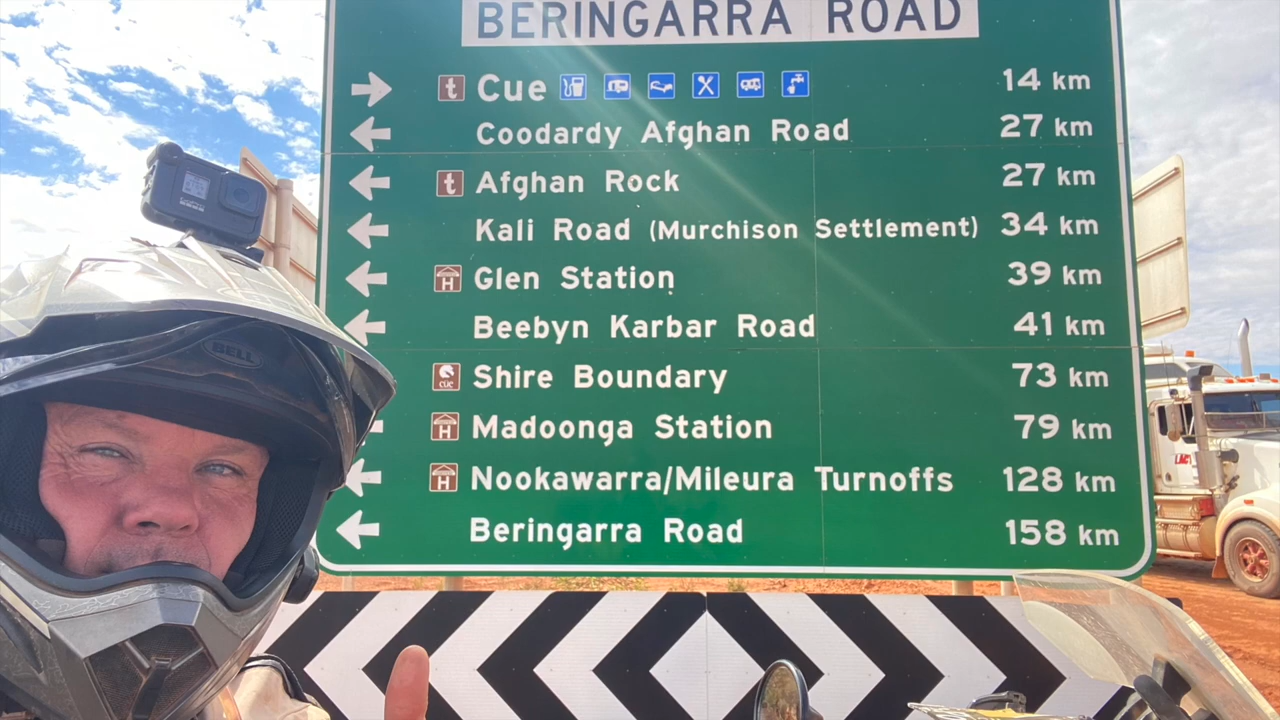 BERINGARRA ROAD
t Cue 14 km
Coodardy Afghan Road 27 km
t Afghan Rock 27 km
Kali Road (Murchison Settlement) 34 km
H Glen Station 39 km
Beebyn Karbar Road 41 km
CUE Shire Boundary 73 km
H Madoonga Station 79 km
H Nookawarra/Mileura Turnoffs 128 km
Beringarra Road 158 km
BELL